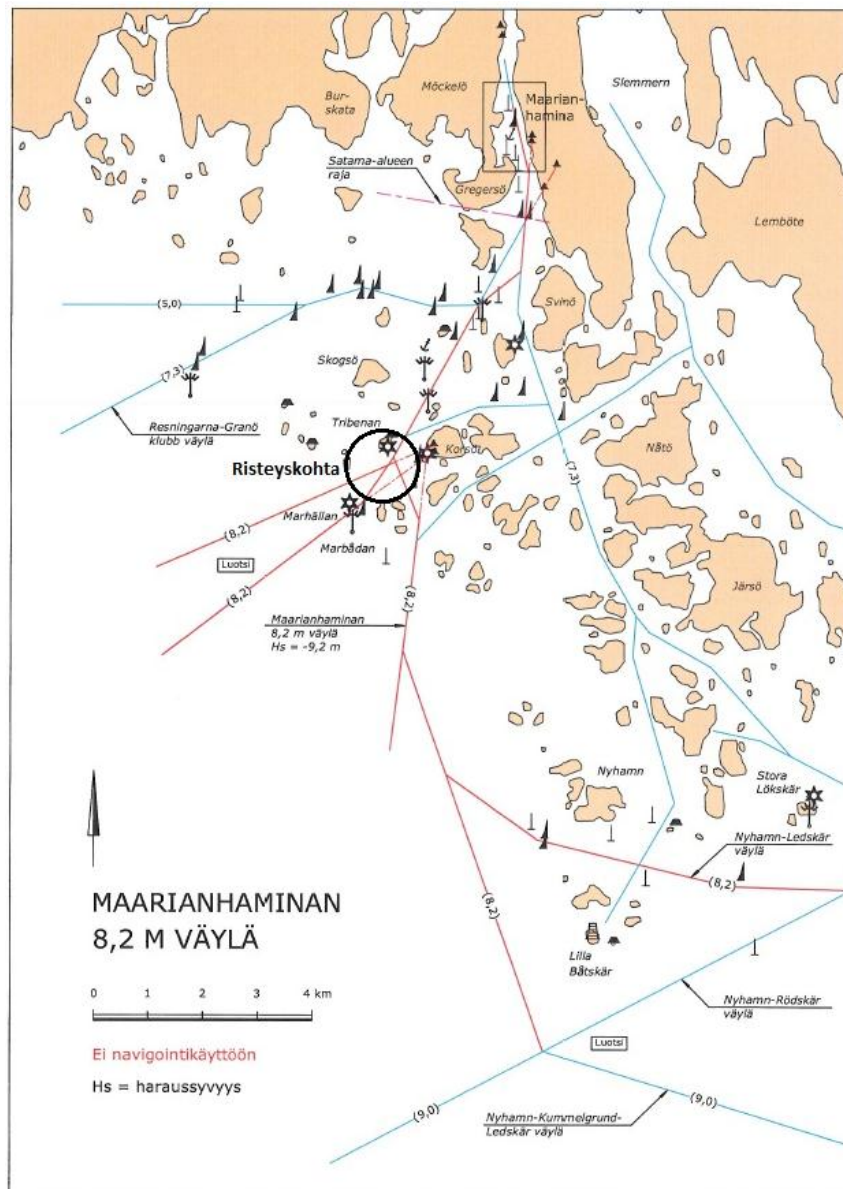 Slemmern
Möckelö
Bur-
skata
Maarian-
hamina
Satama-alueen
raja
Gregersö
Lemböte
(5,0)
Svinö
Skogsö
(7,3)
Resningarna-Granö
klubb väylä
Tribenan
Korsör
Nåtö
Risteyskohta
(7,3)
Marhällan
(8,2)
Luotsi
Marbådan
(8,2)
(8,2)
Järsö
Maarianhaminan
8,2 m väylä
Hs = -9,2 m
Nyhamn
Stora
Lökskär
Nyhamn-Ledskär
väylä
(8,2)
MAARIANHAMINAN
8,2 M VÄYLÄ
(8,2)
Lilla
Båtskär
0 1 2 3 4 km
Nyhamn-Rödskär
väylä
Ei navigointikäyttöön
Luotsi
Hs = haraussyvyys
(9,0)
(9,0)
Nyhamn-Kummelgrund-
Ledskär väylä